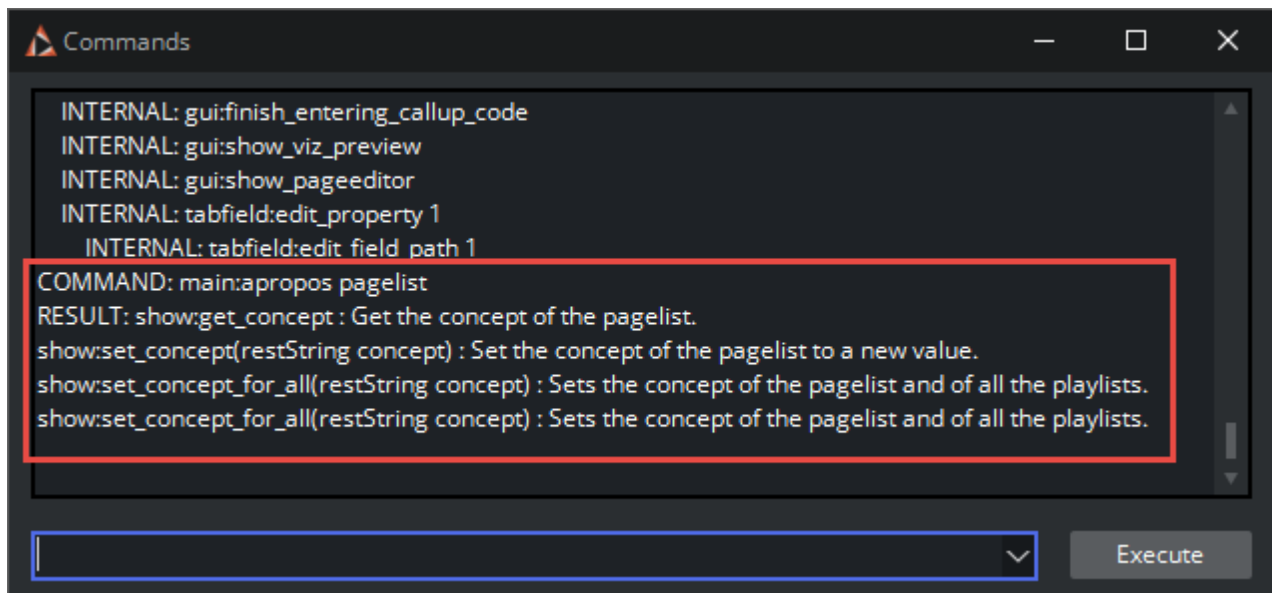 Commands
INTERNAL: gui:finish_entering_callup_code
INTERNAL: gui:show_viz_preview
INTERNAL: gui:show_pageeditor
INTERNAL: tabfield:edit_property 1
INTERNAL: tabfield:edit_field_path 1
COMMAND: main:apropos pagelist
RESULT: show:get_concept : Get the concept of the pagelist.
show:set_concept(restString concept) : Set the concept of the pagelist to a new value.
show:set_concept_for_all(restString concept) : Sets the concept of the pagelist and of all the playlists.
show:set_concept_for_all(restString concept) : Sets the concept of the pagelist and of all the playlists.
Execute